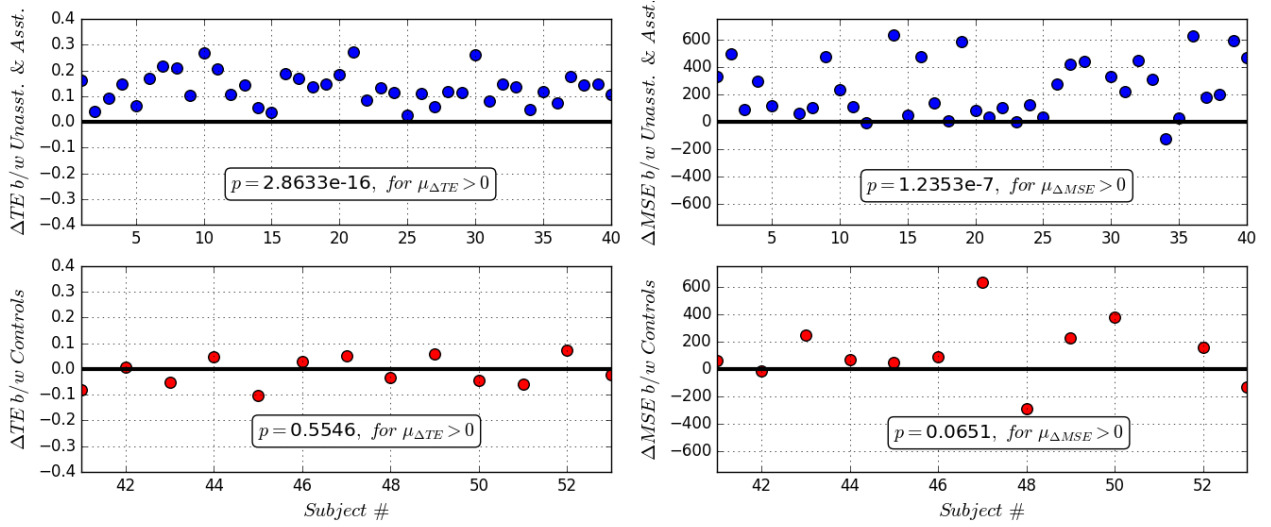 ΔTE b/w Unasst. & Asst.
0.4
0.3
0.2
0.1
0.0
−0.1
−0.2
−0.3
−0.4
p = 2.8633e-16, for μΔTE > 0
5 10 15 20 25 30 35 40
ΔMSE b/w Unasst. & Asst.
600
400
200
0
−200
−400
−600
p = 1.2353e-7, for μΔMSE > 0
5 10 15 20 25 30 35 40
ΔTE b/w Controls
0.4
0.3
0.2
0.1
0.0
−0.1
−0.2
−0.3
−0.4
p = 0.5546, for μΔTE > 0
42 44 46 48 50 52
Subject #
ΔMSE b/w Controls
600
400
200
0
−200
−400
−600
p = 0.0651, for μΔMSE > 0
42 44 46 48 50 52
Subject #